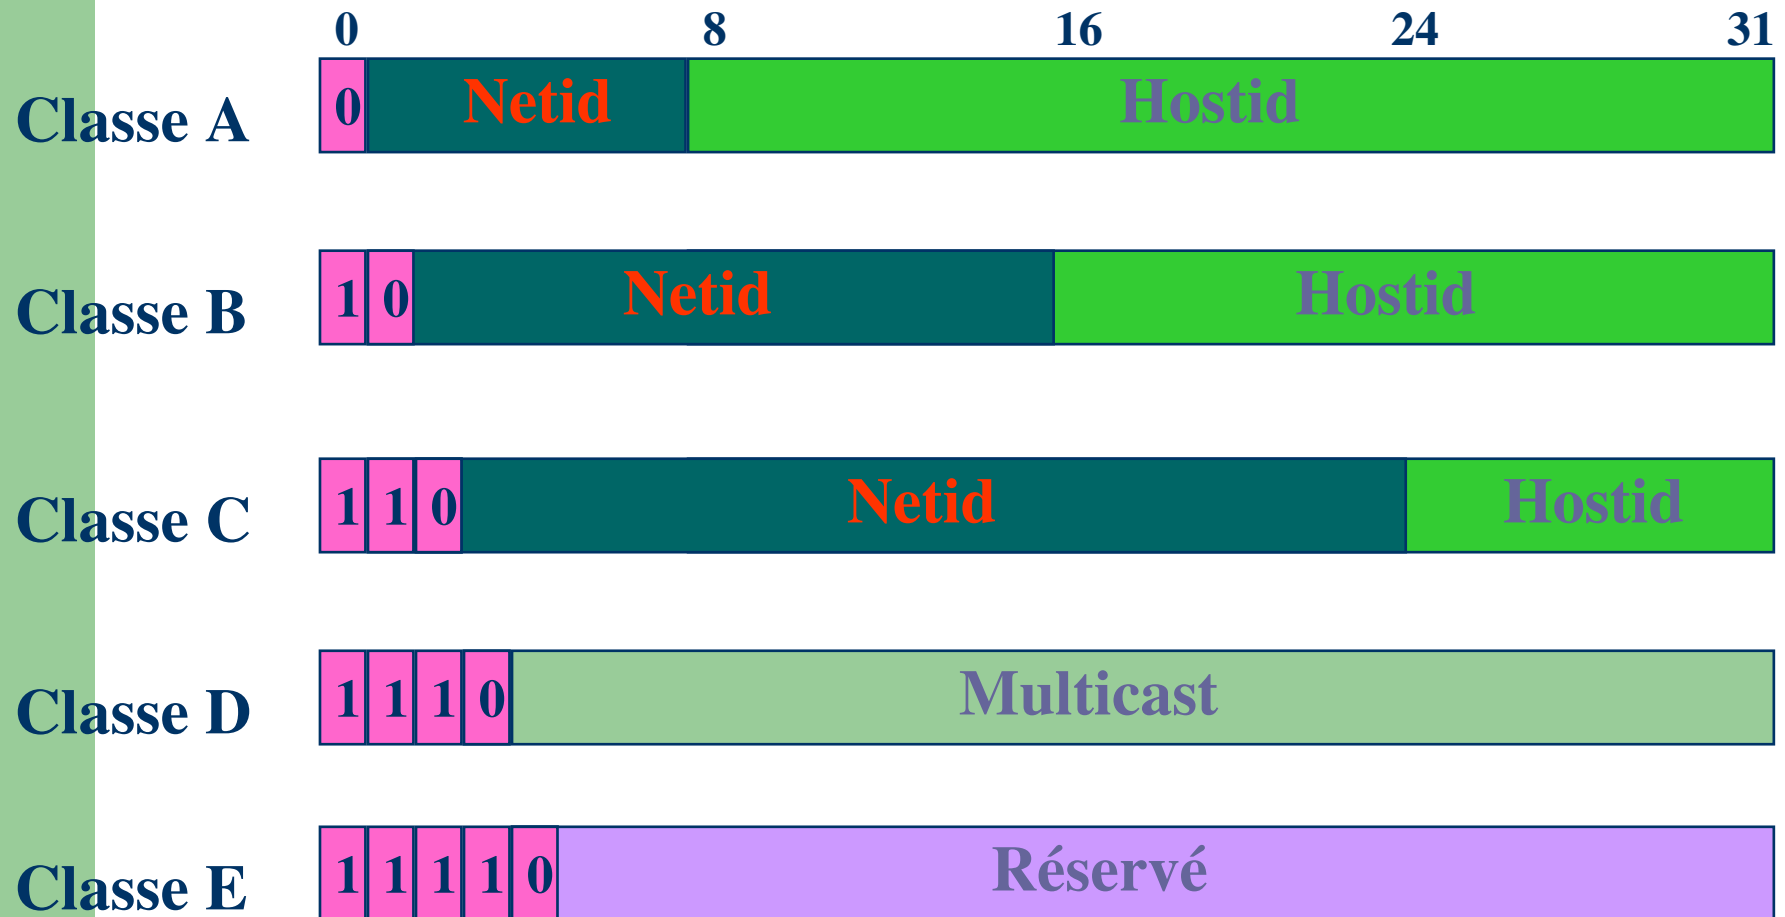 0 8 16 24 31
Classe A 0 Netid Hostid
Classe B 1 0 Netid Hostid
Classe C 1 1 0 Netid Hostid
Classe D 1 1 1 0 Multicast
Classe E 1 1 1 1 0 Réservé